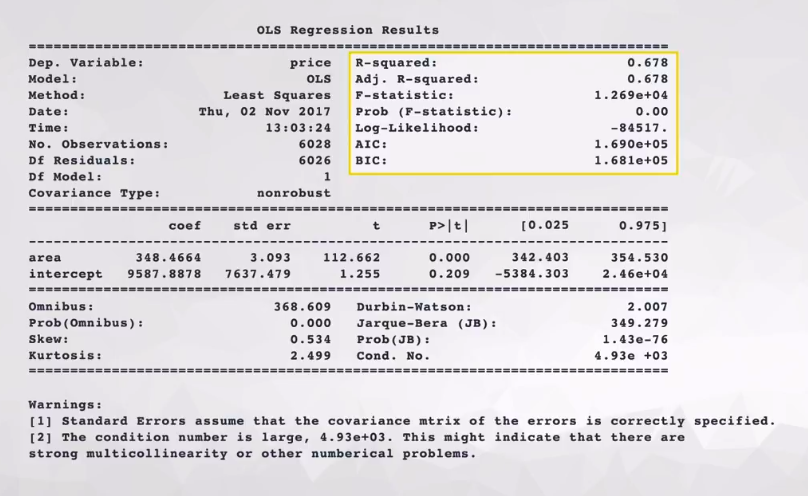 OLS Regression Results
==============================================================================
Dep. Variable: price R-squared: 0.678
Model: OLS Adj. R-squared: 0.678
Method: Least Squares F-statistic: 1.269e+04
Date: Thu, 02 Nov 2017 Prob (F-statistic): 0.00
Time: 13:03:24 Log-Likelihood: -84517.
No. Observations: 6028 AIC: 1.690e+05
Df Residuals: 6026 BIC: 1.681e+05
Df Model: 1
Covariance Type: nonrobust
==============================================================================
coef std err t P>|t| [0.025 0.975]
------------------------------------------------------------------------------
area 348.4664 3.093 112.662 0.000 342.403 354.530
intercept 9587.8878 7637.479 1.255 0.209 -5384.303 2.46e+04
==============================================================================
Omnibus: 368.609 Durbin-Watson: 2.007
Prob(Omnibus): 0.000 Jarque-Bera (JB): 349.279
Skew: 0.534 Prob(JB): 1.43e-76
Kurtosis: 2.499 Cond. No. 4.93e +03
==============================================================================
Warnings:
[1] Standard Errors assume that the covariance mtrix of the errors is correctly specified.
[2] The condition number is large, 4.93e+03. This might indicate that there are
strong multicollinearity or other numberical problems.